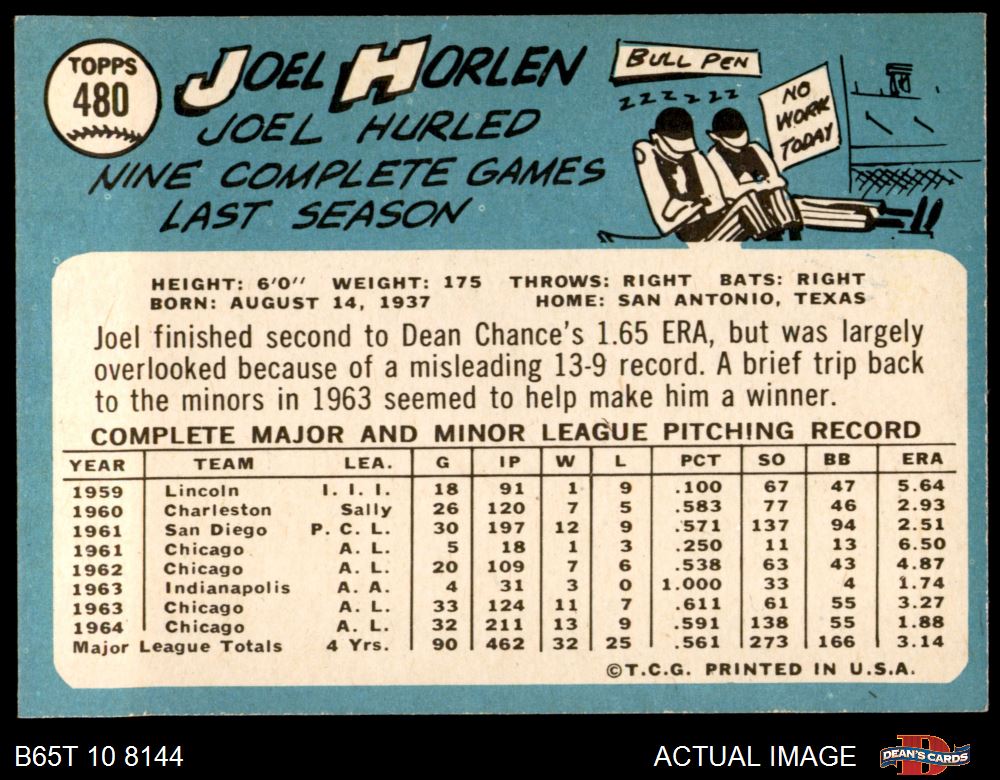 TOPPS
480
JOEL HORLEN
JOEL HURLED
NINE COMPLETE GAMES
LAST SEASON
BULL PEN
ZZZZZZZ
NO
WORK
TODAY
HEIGHT: 6'0" WEIGHT: 175 THROWS: RIGHT BATS: RIGHT
BORN: AUGUST 14, 1937 HOME: SAN ANTONIO, TEXAS
Joel finished second to Dean Chance's 1.65 ERA, but was largely
overlooked because of a misleading 13-9 record. A brief trip back
to the minors in 1963 seemed to help make him a winner.
COMPLETE MAJOR AND MINOR LEAGUE PITCHING RECORD
YEAR TEAM LEA. G IP W L PCT SO BB ERA
1959 Lincoln I. I. I. 18 91 1 9 .100 67 47 5.64
1960 Charleston Sally 26 120 7 5 .583 77 46 2.93
1961 San Diego P. C. L. 30 197 12 9 .571 137 94 2.51
1961 Chicago A. L. 5 18 1 3 .250 11 13 6.50
1962 Chicago A. L. 20 109 7 6 .538 63 43 4.87
1963 Indianapolis A. A. 4 31 3 0 1.000 33 4 1.74
1963 Chicago A. L. 33 124 11 7 .611 61 55 3.27
1964 Chicago A. L. 32 211 13 9 .591 138 55 1.88
Major League Totals 4 Yrs. 90 462 32 25 .561 273 166 3.14
©T.C.G. PRINTED IN U.S.A.
B65T 10 8144 ACTUAL IMAGE DEAN'S CARDS